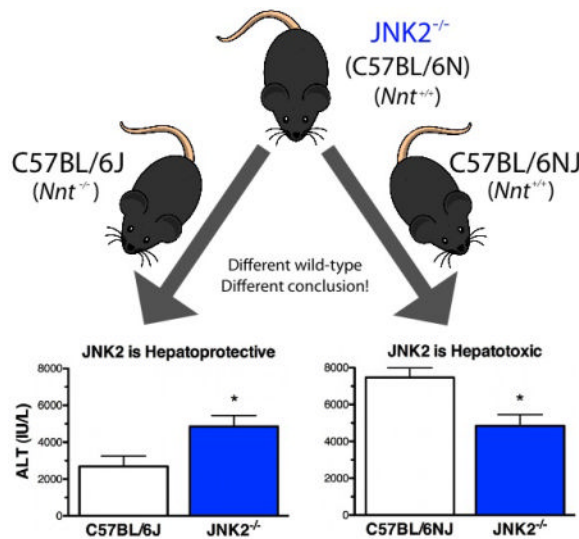 JNK2-/-
(C57BL/6N)
(Nnt+/+)
C57BL/6J
(Nnt-/-)
C57BL/6NJ
(Nnt+/+)
Different wild-type
Different conclusion!
JNK2 is Hepatoprotective
ALT (IU/L)
8000
6000
4000
2000
0
*
C57BL/6J JNK2-/-
JNK2 is Hepatotoxic
8000
6000
4000
2000
0
*
C57BL/6NJ JNK2-/-